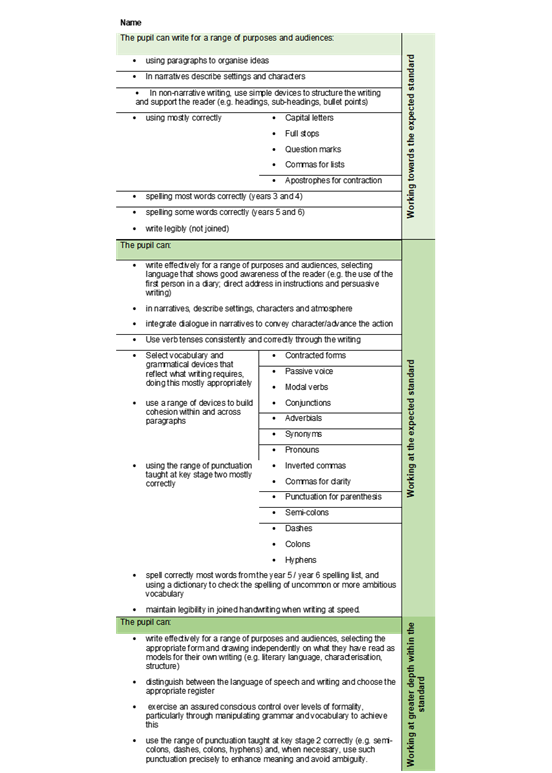 Name
The pupil can write for a range of purposes and audiences:
• using paragraphs to organise ideas
• In narratives describe settings and characters
• In non-narrative writing, use simple devices to structure the writing
and support the reader (e.g. headings, sub-headings, bullet points)
• using mostly correctly
• Capital letters
• Full stops
• Question marks
• Commas for lists
• Apostrophes for contraction
• spelling most words correctly (years 3 and 4)
• spelling some words correctly (years 5 and 6)
• write legibly (not joined)
Working towards the expected standard
The pupil can:
• write effectively for a range of purposes and audiences, selecting
language that shows good awareness of the reader (e.g. the use of the
first person in a diary; direct address in instructions and persuasive
writing)
• in narratives, describe settings, characters and atmosphere
• integrate dialogue in narratives to convey character/advance the action
• Use verb tenses consistently and correctly through the writing
• Select vocabulary and
grammatical devices that
reflect what writing requires,
doing this mostly appropriately
• Contracted forms
• Passive voice
• Modal verbs
• use a range of devices to build
cohesion within and across
paragraphs
• Conjunctions
• Adverbials
• Synonyms
• Pronouns
• using the range of punctuation
taught at key stage two mostly
correctly
• Inverted commas
• Commas for clarity
• Punctuation for parenthesis
• Semi-colons
• Dashes
• Colons
• Hyphens
• spell correctly most words from the year 5 / year 6 spelling list, and
using a dictionary to check the spelling of uncommon or more ambitious
vocabulary
• maintain legibility in joined handwriting when writing at speed.
Working at the expected standard
The pupil can:
• write effectively for a range of purposes and audiences, selecting the
appropriate form and drawing independently on what they have read as
models for their own writing (e.g. literary language, characterisation,
structure)
• distinguish between the language of speech and writing and choose the
appropriate register
• exercise an assured conscious control over levels of formality,
particularly through manipulating grammar and vocabulary to achieve
this
• use the range of punctuation taught at key stage 2 correctly (e.g. semi-
colons, dashes, colons, hyphens) and, when necessary, use such
punctuation precisely to enhance meaning and avoid ambiguity.
Working at greater depth within the
standard